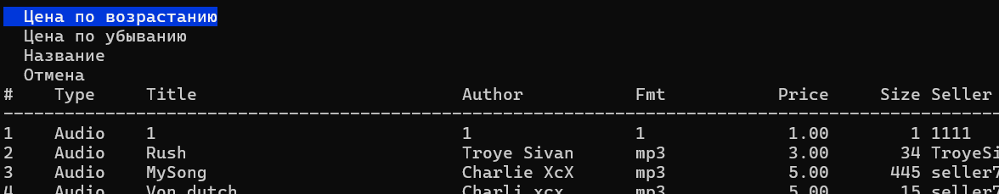 Цена по возрастанию
Цена по убыванию
Название
Отмена
# Type Title Author Fmt Price Size Seller
1 Audio 1 1 1 1.00 1 1111
2 Audio Rush Troye Sivan mp3 3.00 34 TroyeSi
3 Audio MySong Charlie XcX mp3 5.00 445 seller7
4 Audio Von dutch Charli xcx mp3 5.00 15 seller7